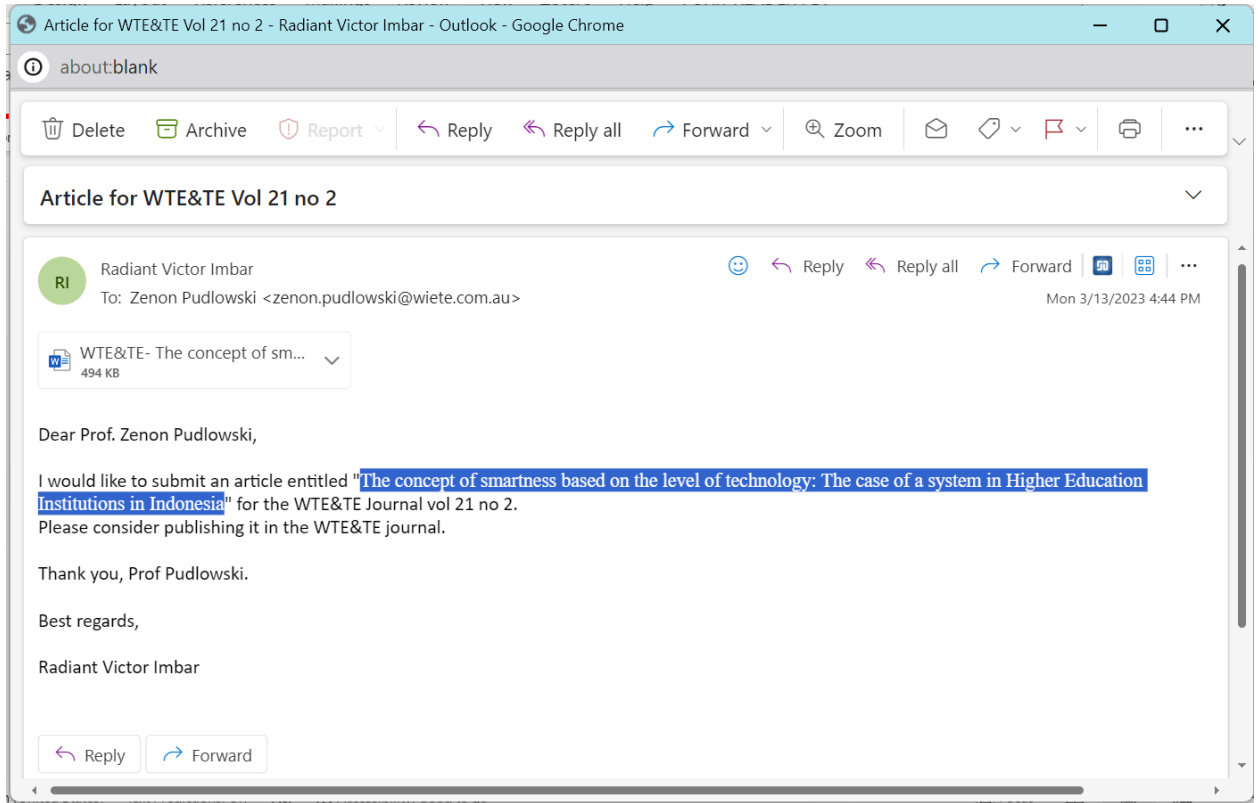 Article for WTE&TE Vol 21 no 2 - Radiant Victor Imbar - Outlook - Google Chrome
about:blank
Delete Archive Report Reply Reply all Forward Zoom
Article for WTE&TE Vol 21 no 2
RI
Radiant Victor Imbar
Reply Reply all Forward
To: Zenon Pudlowski <zenon.pudlowski@wiete.com.au>
Mon 3/13/2023 4:44 PM
WTE&TE- The concept of sm...
494 KB
Dear Prof. Zenon Pudlowski,
I would like to submit an article entitled "The concept of smartness based on the level of technology: The case of a system in Higher Education
Institutions in Indonesia" for the WTE&TE Journal vol 21 no 2.
Please consider publishing it in the WTE&TE journal.
Thank you, Prof Pudlowski.
Best regards,
Radiant Victor Imbar
Reply Forward